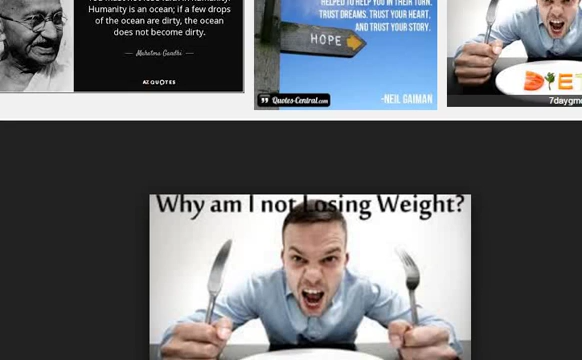 Humanity is an ocean; if a few drops
of the ocean are dirty, the ocean
does not become dirty.
Mahatma Gandhi
AZ QUOTES
HELPED TO HELP YOU IN THEIR TURN.
TRUST DREAMS. TRUST YOUR HEART,
AND TRUST YOUR STORY.
HOPE
Quotes-Central.com
-NEIL GAIMAN
DIET
7daygm
Why am I not Losing Weight?